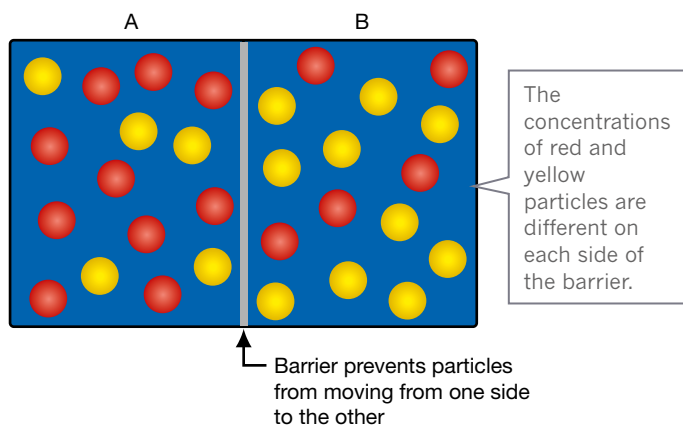 A
B
The
concentrations
of red and
yellow
particles are
different on
each side of
the barrier.
Barrier prevents particles
from moving from one side
to the other